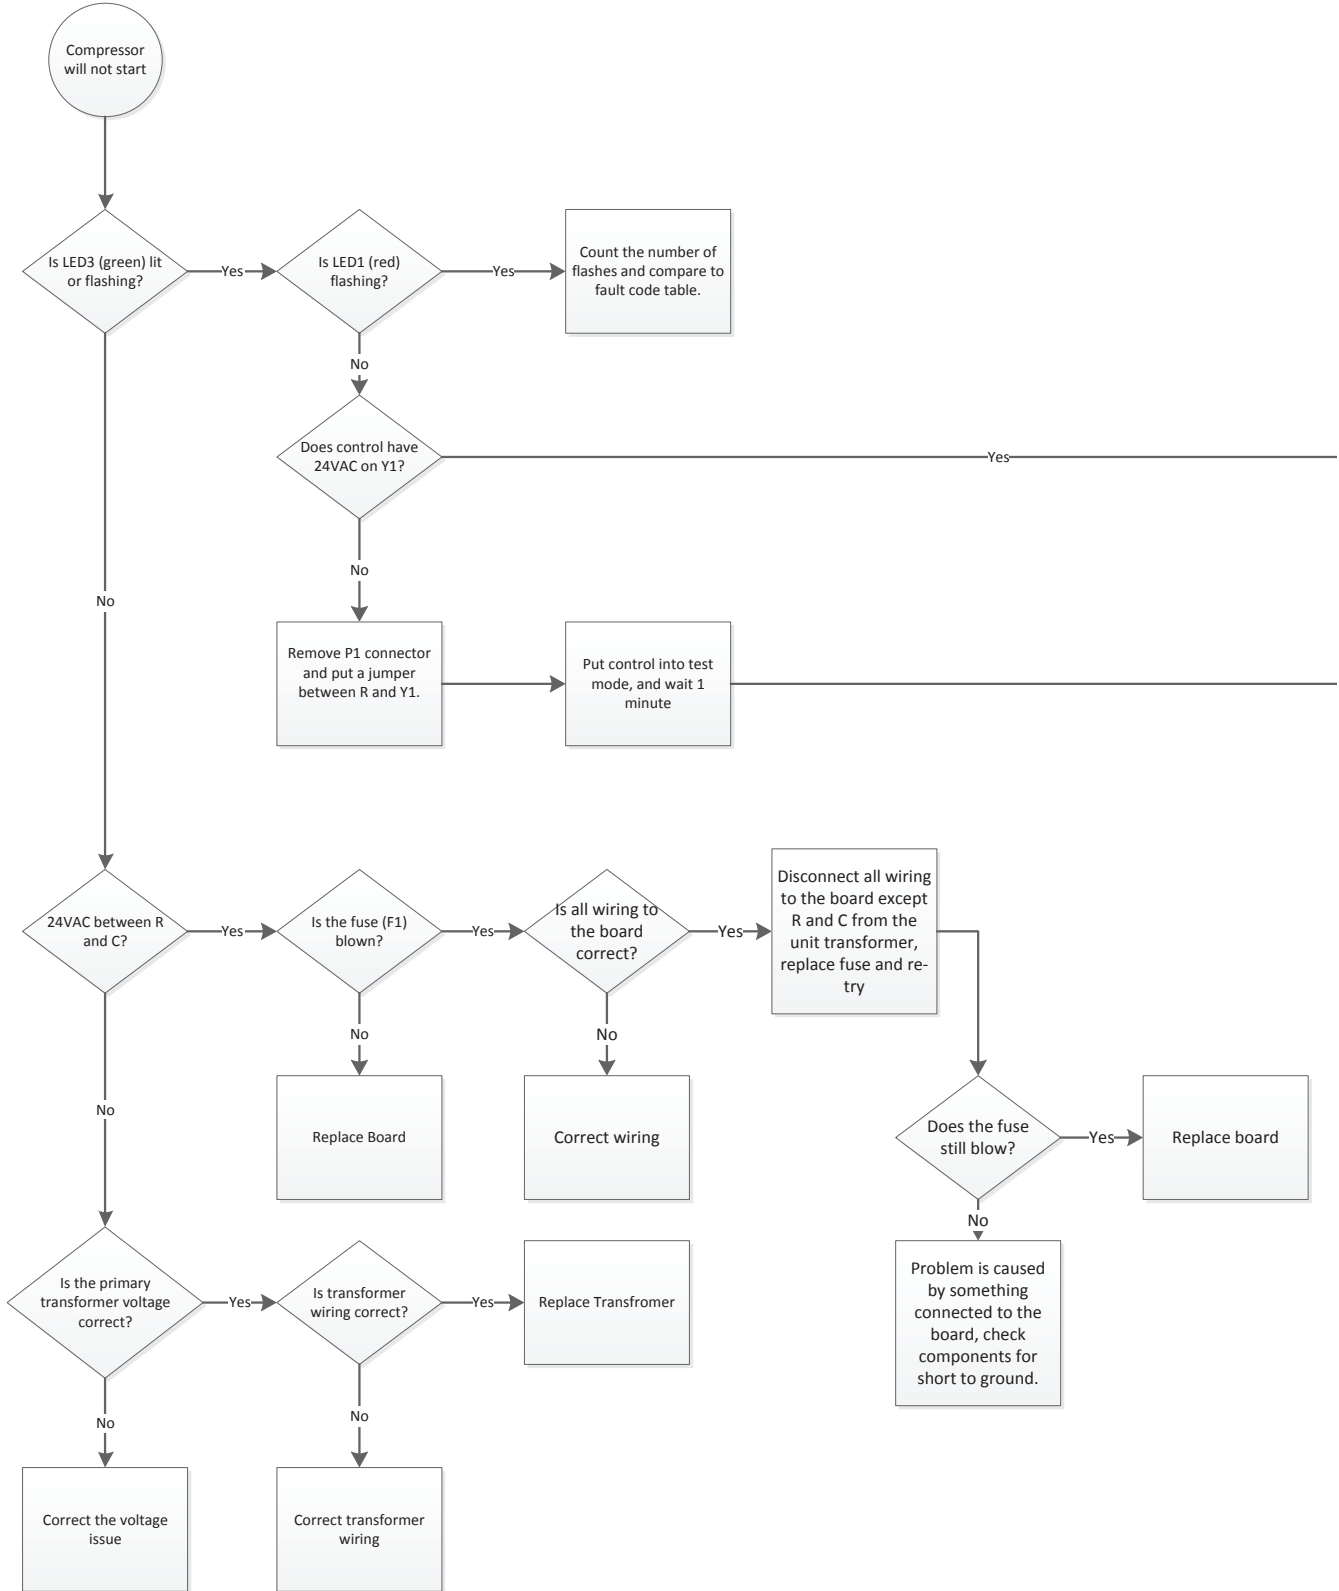 Compressor
will not start
Is LED3 (green) lit
or flashing?
Yes
Is LED1 (red)
flashing?
Yes
Count the number of
flashes and compare to
fault code table.
No
Does control have
24VAC on Y1?
Yes
No
No
Remove P1 connector
and put a jumper
between R and Y1.
Put control into test
mode, and wait 1
minute
24VAC between R
and C?
Yes
Is the fuse (F1)
blown?
Yes
Is all wiring to
the board
correct?
Yes
Disconnect all wiring
to the board except
R and C from the
unit transformer,
replace fuse and re-
try
No
No
No
Replace Board
Correct wiring
Does the fuse
still blow?
Yes
Replace board
No
Is the primary
transformer voltage
correct?
Yes
Is transformer
wiring correct?
Yes
Replace Transfromer
Problem is caused
by something
connected to the
board, check
components for
short to ground.
No
No
Correct the voltage
issue
Correct transformer
wiring